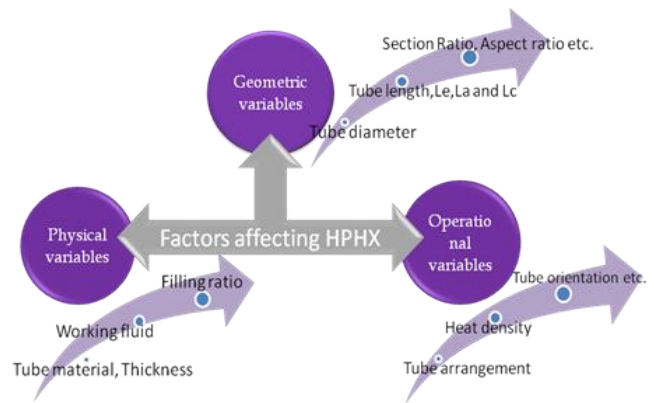 Geometric
variables
Section Ratio, Aspect ratio etc.
Tube length,Le,La and Lc
Tube diameter
Factors affecting HPHX
Physical
variables
Filling ratio
Working fluid
Tube material, Thickness
Operatio
nal
variables
Tube orientation etc.
Heat density
Tube arrangement